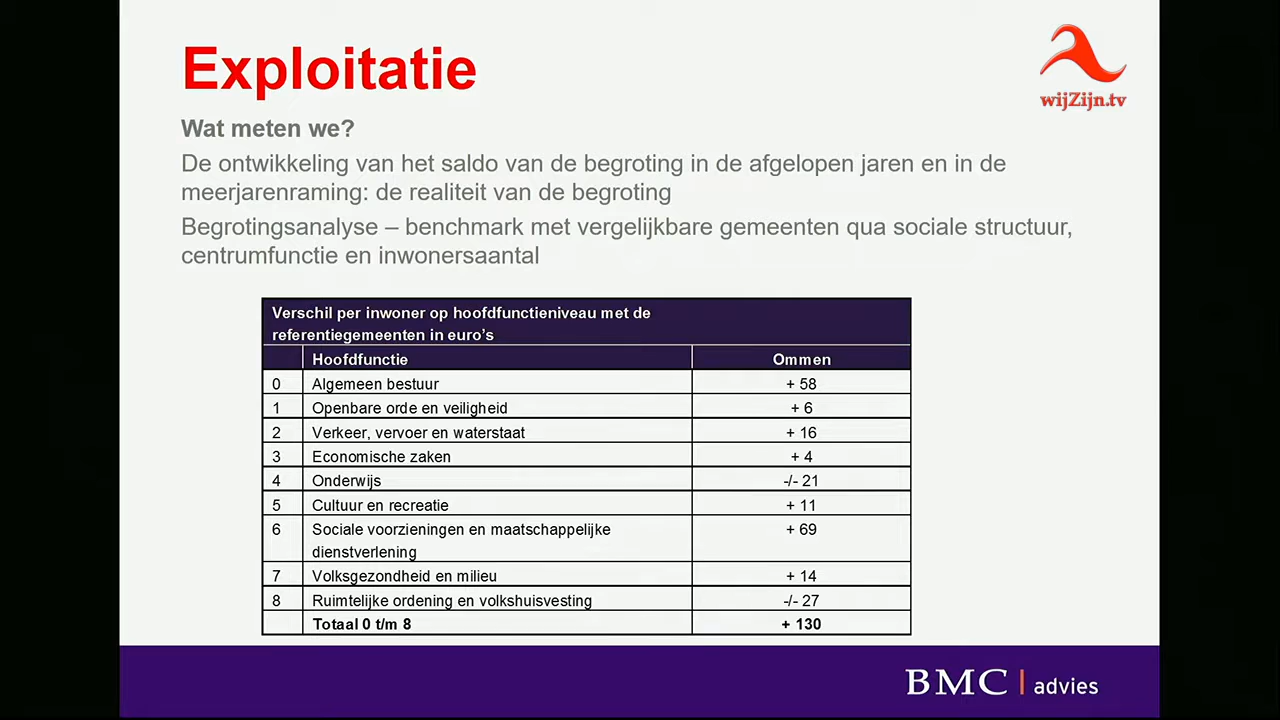 Exploitatie
wijZijn.tv
Wat meten we?
De ontwikkeling van het saldo van de begroting in de afgelopen jaren en in de
meerjarenraming: de realiteit van de begroting
Begrotingsanalyse – benchmark met vergelijkbare gemeenten qua sociale structuur,
centrumfunctie en inwonersaantal
Verschil per inwoner op hoofdfunctieniveau met de
referentiegemeenten in euro's
Hoofdfunctie Ommen
0 Algemeen bestuur + 58
1 Openbare orde en veiligheid + 6
2 Verkeer, vervoer en waterstaat + 16
3 Economische zaken + 4
4 Onderwijs -/- 21
5 Cultuur en recreatie + 11
6 Sociale voorzieningen en maatschappelijke + 69
dienstverlening
7 Volksgezondheid en milieu + 14
8 Ruimtelijke ordening en volkshuisvesting -/- 27
Totaal 0 t/m 8 + 130
BMC | advies